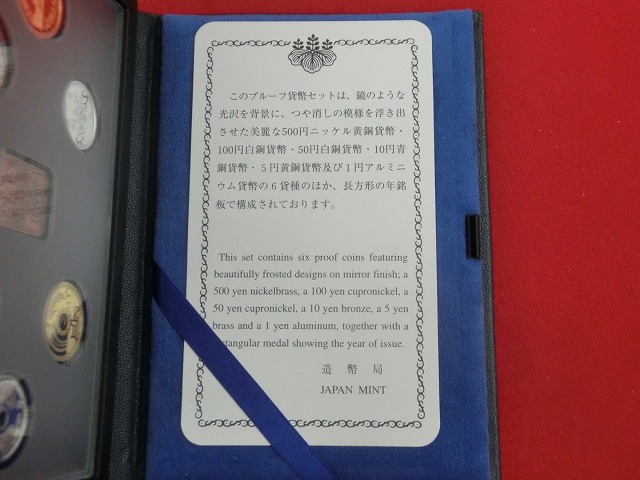 このプルーフ貨幣セットは、鏡のような
光沢を背景に、つや消しの模様を浮き出
させた美麗な500円ニッケル黄銅貨幣・
100円白銅貨幣・50円白銅貨幣・10円青
銅貨幣・5円黄銅貨幣及び1円アルミニ
ウム貨幣の6貨種のほか、長方形の年銘
板で構成されております。
This set contains six proof coins featuring
beautifully frosted designs on mirror finish; a
500 yen nickelbrass, a 100 yen cupronickel, a
50 yen cupronickel, a 10 yen bronze, a 5 yen
brass and a 1 yen aluminum, together with a
ctangular medal showing the year of issue.
造幣局
JAPAN MINT